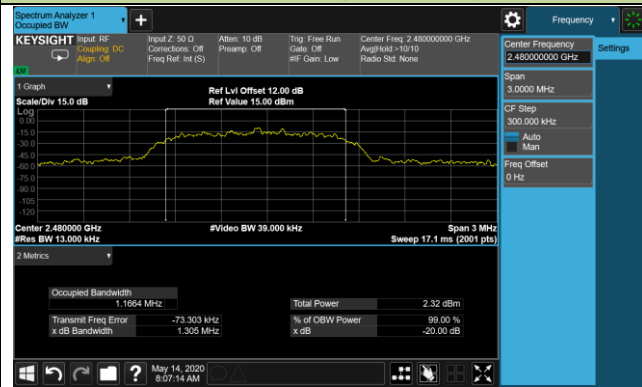 Spectrum Analyzer 1
Occupied BW
Frequency
KEYSIGHT
Input: RF
Coupling: DC
Align: Off
Input Z: 50 Ω
Corrections: Off
Freq Ref: Int (S)
Atten: 10 dB
Preamp: Off
Trig: Free Run
Gate: Off
#IF Gain: Low
Center Freq: 2.480000000 GHz
Avg|Hold:>10/10
Radio Std: None
LXI
Center Frequency
2.480000000 GHz
Settings
Span
3.0000 MHz
CF Step
300.000 kHz
Auto
Man
Freq Offset
0 Hz
1 Graph
Scale/Div 15.0 dB
Ref Lvl Offset 12.00 dB
Ref Value 15.00 dBm
Log
0.00
-15.0
-30.0
-45.0
-60.0
-75.0
-90.0
-105
-120
Center 2.480000 GHz
#Res BW 13.000 kHz
#Video BW 39.000 kHz
Span 3 MHz
Sweep 17.1 ms (2001 pts)
2 Metrics
Occupied Bandwidth
1.1664 MHz
Total Power 2.32 dBm
Transmit Freq Error -73.303 kHz
% of OBW Power 99.00 %
x dB Bandwidth 1.305 MHz
x dB -20.00 dB
May 14, 2020
8:07:14 AM